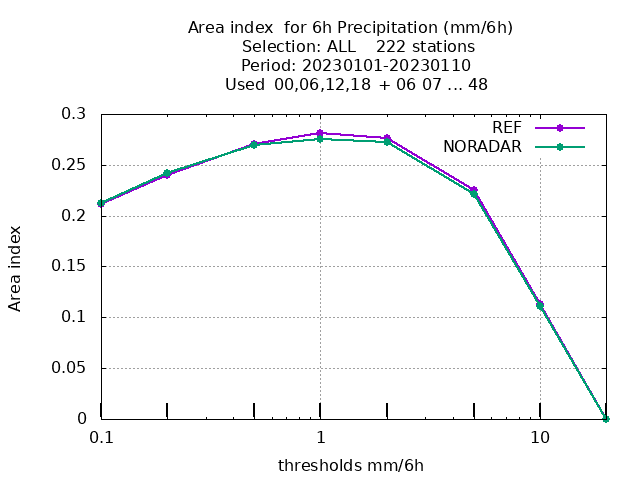 Area index  for 6h Precipitation (mm/6h)
Selection: ALL    222 stations
Period: 20230101-20230110
Used  00,06,12,18  + 06 07 ... 48
0.3
REF
NORADAR
0.25
0.2
0.15
0.1
0.05
0
Area index
0.1
1
10
thresholds mm/6h